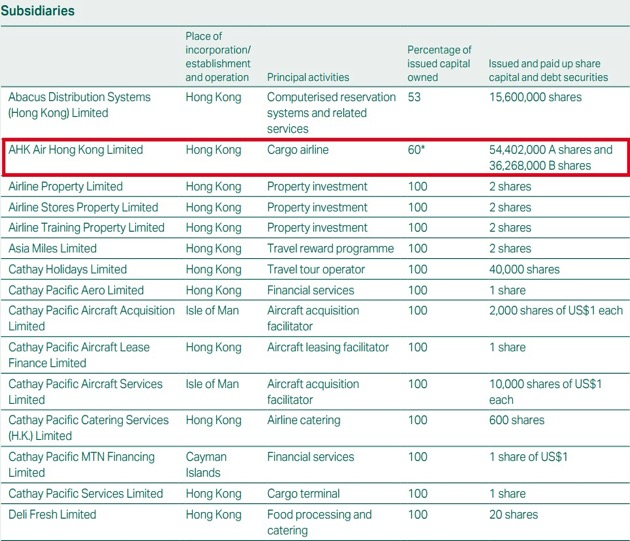 Subsidiaries
Place of incorporation/ establishment and operation Principal activities Percentage of issued capital owned Issued and paid up share capital and debt securities
Abacus Distribution Systems (Hong Kong) Limited Hong Kong Computerised reservation systems and related services 53 15,600,000 shares
AHK Air Hong Kong Limited Hong Kong Cargo airline 60* 54,402,000 A shares and 36,268,000 B shares
Airline Property Limited Hong Kong Property investment 100 2 shares
Airline Stores Property Limited Hong Kong Property investment 100 2 shares
Airline Training Property Limited Hong Kong Property investment 100 2 shares
Asia Miles Limited Hong Kong Travel reward programme 100 2 shares
Cathay Holidays Limited Hong Kong Travel tour operator 100 40,000 shares
Cathay Pacific Aero Limited Hong Kong Financial services 100 1 share
Cathay Pacific Aircraft Acquisition Limited Isle of Man Aircraft acquisition facilitator 100 2,000 shares of US$1 each
Cathay Pacific Aircraft Lease Finance Limited Hong Kong Aircraft leasing facilitator 100 1 share
Cathay Pacific Aircraft Services Limited Isle of Man Aircraft acquisition facilitator 100 10,000 shares of US$1 each
Cathay Pacific Catering Services (H.K.) Limited Hong Kong Airline catering 100 600 shares
Cathay Pacific MTN Financing Limited Cayman Islands Financial services 100 1 share of US$1
Cathay Pacific Services Limited Hong Kong Cargo terminal 100 1 share
Deli Fresh Limited Hong Kong Food processing and catering 100 20 shares